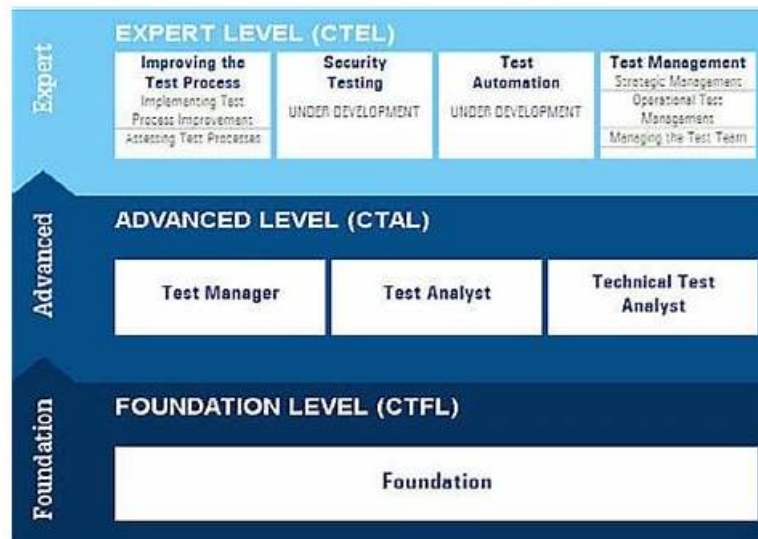 Expert
EXPERT LEVEL (CTEL)
Improving the
Test Process
Implementing Test
Process Improvement
Assessing Test Processes
Security
Testing
UNDER DEVELOPMENT
Test
Automation
UNDER DEVELOPMENT
Test Management
Strategic Management
Operational Test
Management
Managing the Test Team
Advanced
ADVANCED LEVEL (CTAL)
Test Manager
Test Analyst
Technical Test
Analyst
Foundation
FOUNDATION LEVEL (CTFL)
Foundation